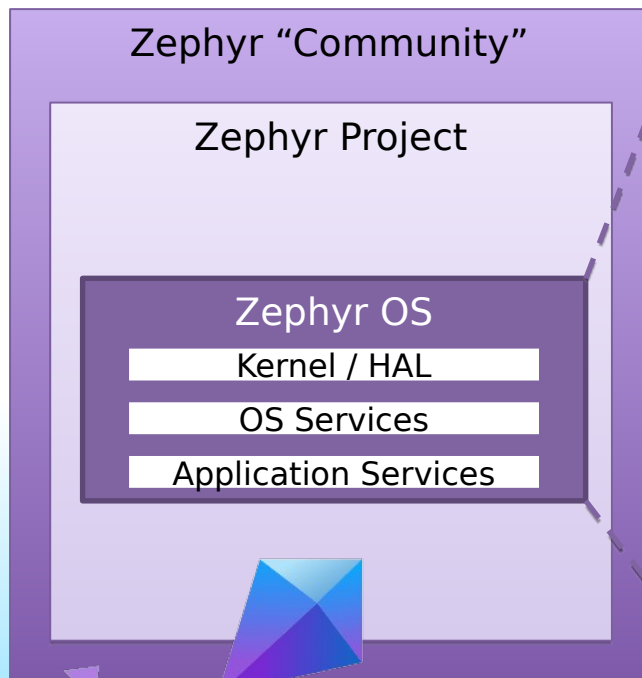 Zephyr “Community”
Zephyr Project
Zephyr OS
Kernel / HAL
OS Services
Application Services